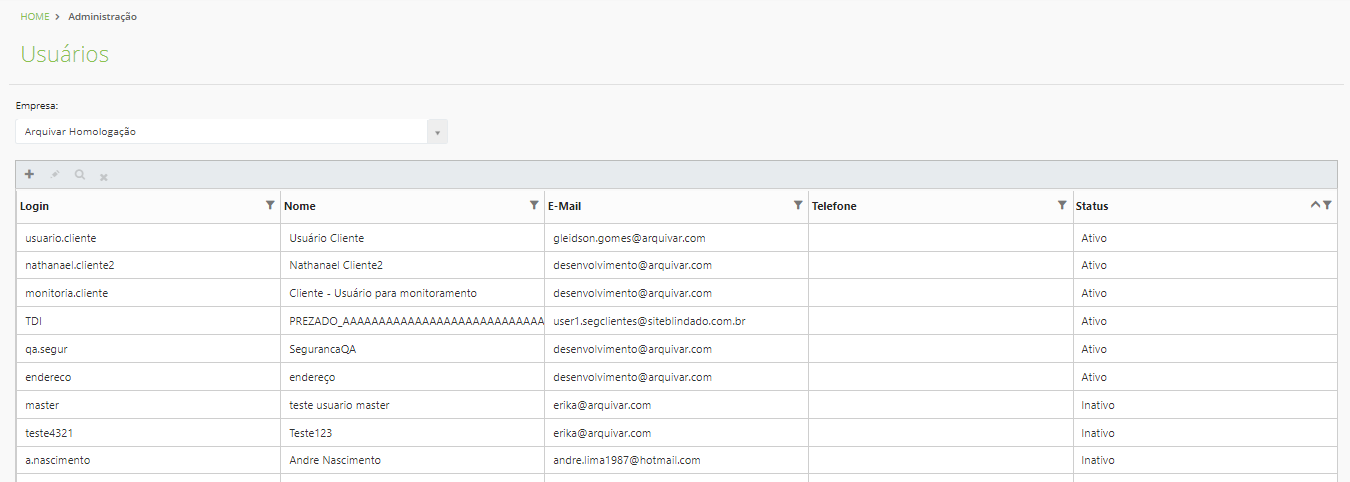 HOME > Administração
Usuários
Empresa:
Arquivar Homologação
Login Nome E-Mail Telefone Status
usuario.cliente Usuário Cliente gleidson.gomes@arquivar.com Ativo
nathanael.cliente2 Nathanael Cliente2 desenvolvimento@arquivar.com Ativo
monitoria.cliente Cliente - Usuário para monitoramento desenvolvimento@arquivar.com Ativo
TDI PREZADO_AAAAAAAAAAAAAAAAAAAAAAAAAAAA user1.segclientes@siteblindado.com.br Ativo
qa.segur SegurancaQA desenvolvimento@arquivar.com Ativo
endereco endereço desenvolvimento@arquivar.com Ativo
master teste usuario master erika@arquivar.com Inativo
teste4321 Teste123 erika@arquivar.com Inativo
a.nascimento Andre Nascimento andre.lima1987@hotmail.com Inativo